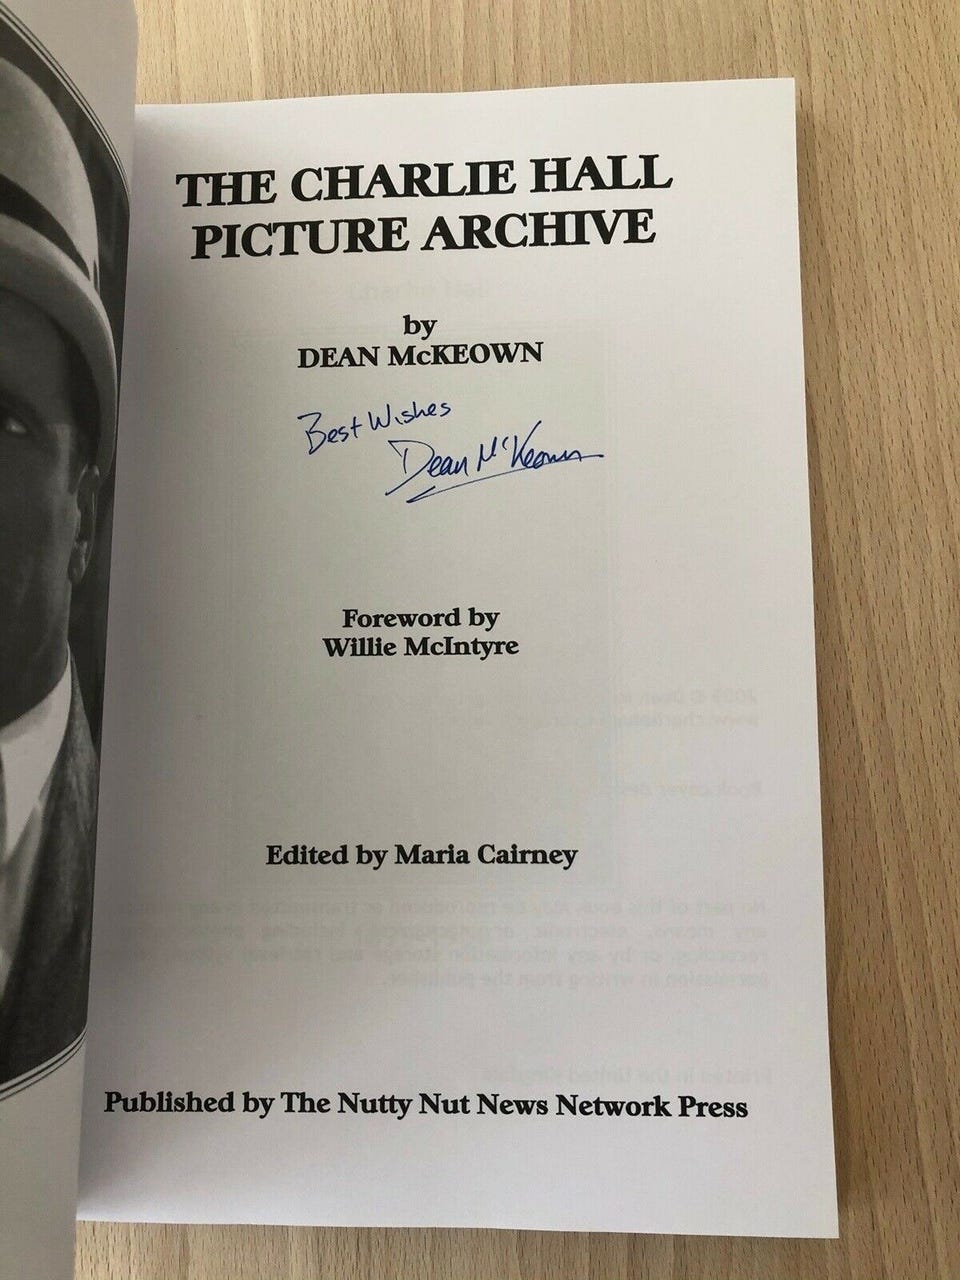 THE CHARLIE HALL
PICTURE ARCHIVE
by
DEAN McKEOWN
Best Wishes
Dean McKeown
Foreword by
Willie McIntyre
Edited by Maria Cairney
Published by The Nutty Nut News Network Press